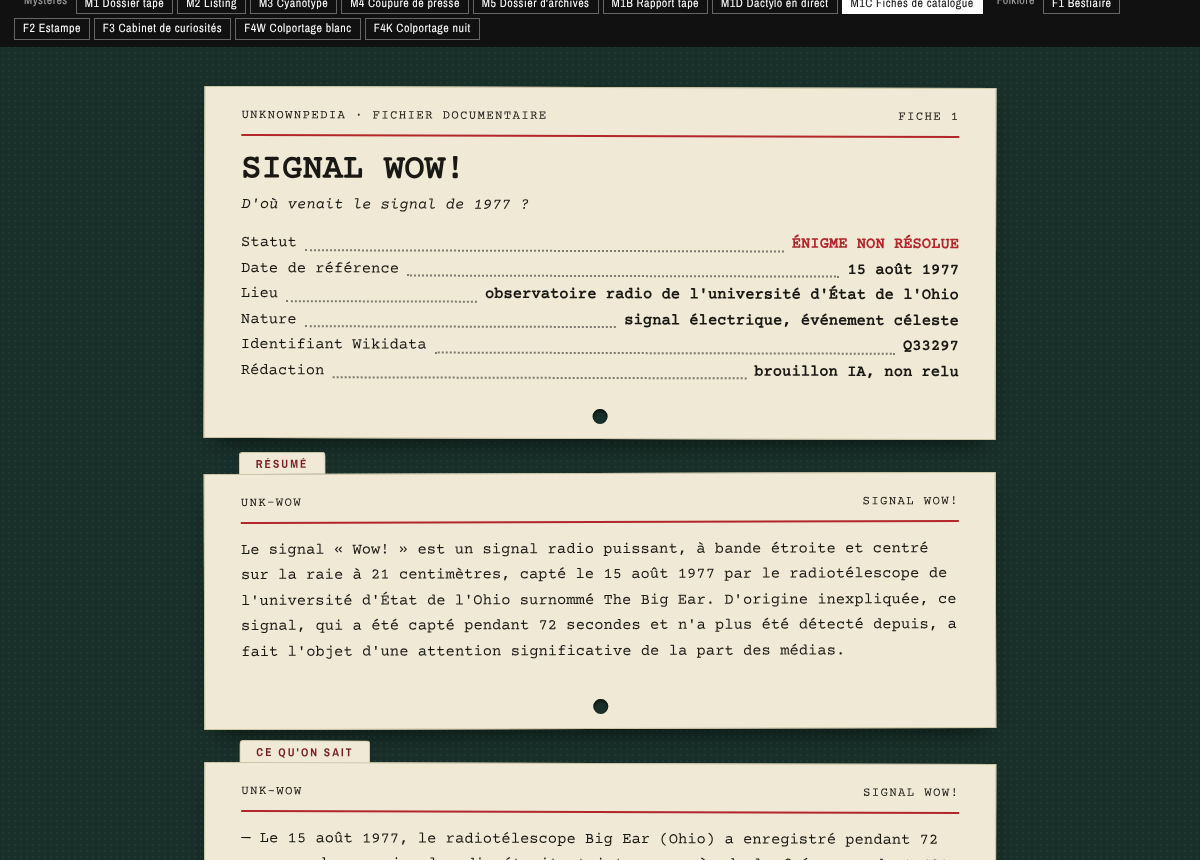 Mystères M1 Dossier tapé M2 Listing M3 Cyanotype M4 Coupure de presse M5 Dossier d'archives M1B Rapport tapé M1D Dactylo en direct M1C Fiches de catalogue Folklore F1 Bestiaire
F2 Estampe F3 Cabinet de curiosités F4W Colportage blanc F4K Colportage nuit
UNKNOWNPEDIA · FICHIER DOCUMENTAIRE FICHE 1
SIGNAL WOW!
D'où venait le signal de 1977 ?
Statut ÉNIGME NON RÉSOLUE
Date de référence 15 août 1977
Lieu observatoire radio de l'université d'État de l'Ohio
Nature signal électrique, événement céleste
Identifiant Wikidata Q33297
Rédaction brouillon IA, non relu
RÉSUMÉ
UNK-WOW SIGNAL WOW!
Le signal « Wow! » est un signal radio puissant, à bande étroite et centré
sur la raie à 21 centimètres, capté le 15 août 1977 par le radiotélescope de
l'université d'État de l'Ohio surnommé The Big Ear. D'origine inexpliquée, ce
signal, qui a été capté pendant 72 secondes et n'a plus été détecté depuis, a
fait l'objet d'une attention significative de la part des médias.
CE QU'ON SAIT
UNK-WOW SIGNAL WOW!
— Le 15 août 1977, le radiotélescope Big Ear (Ohio) a enregistré pendant 72